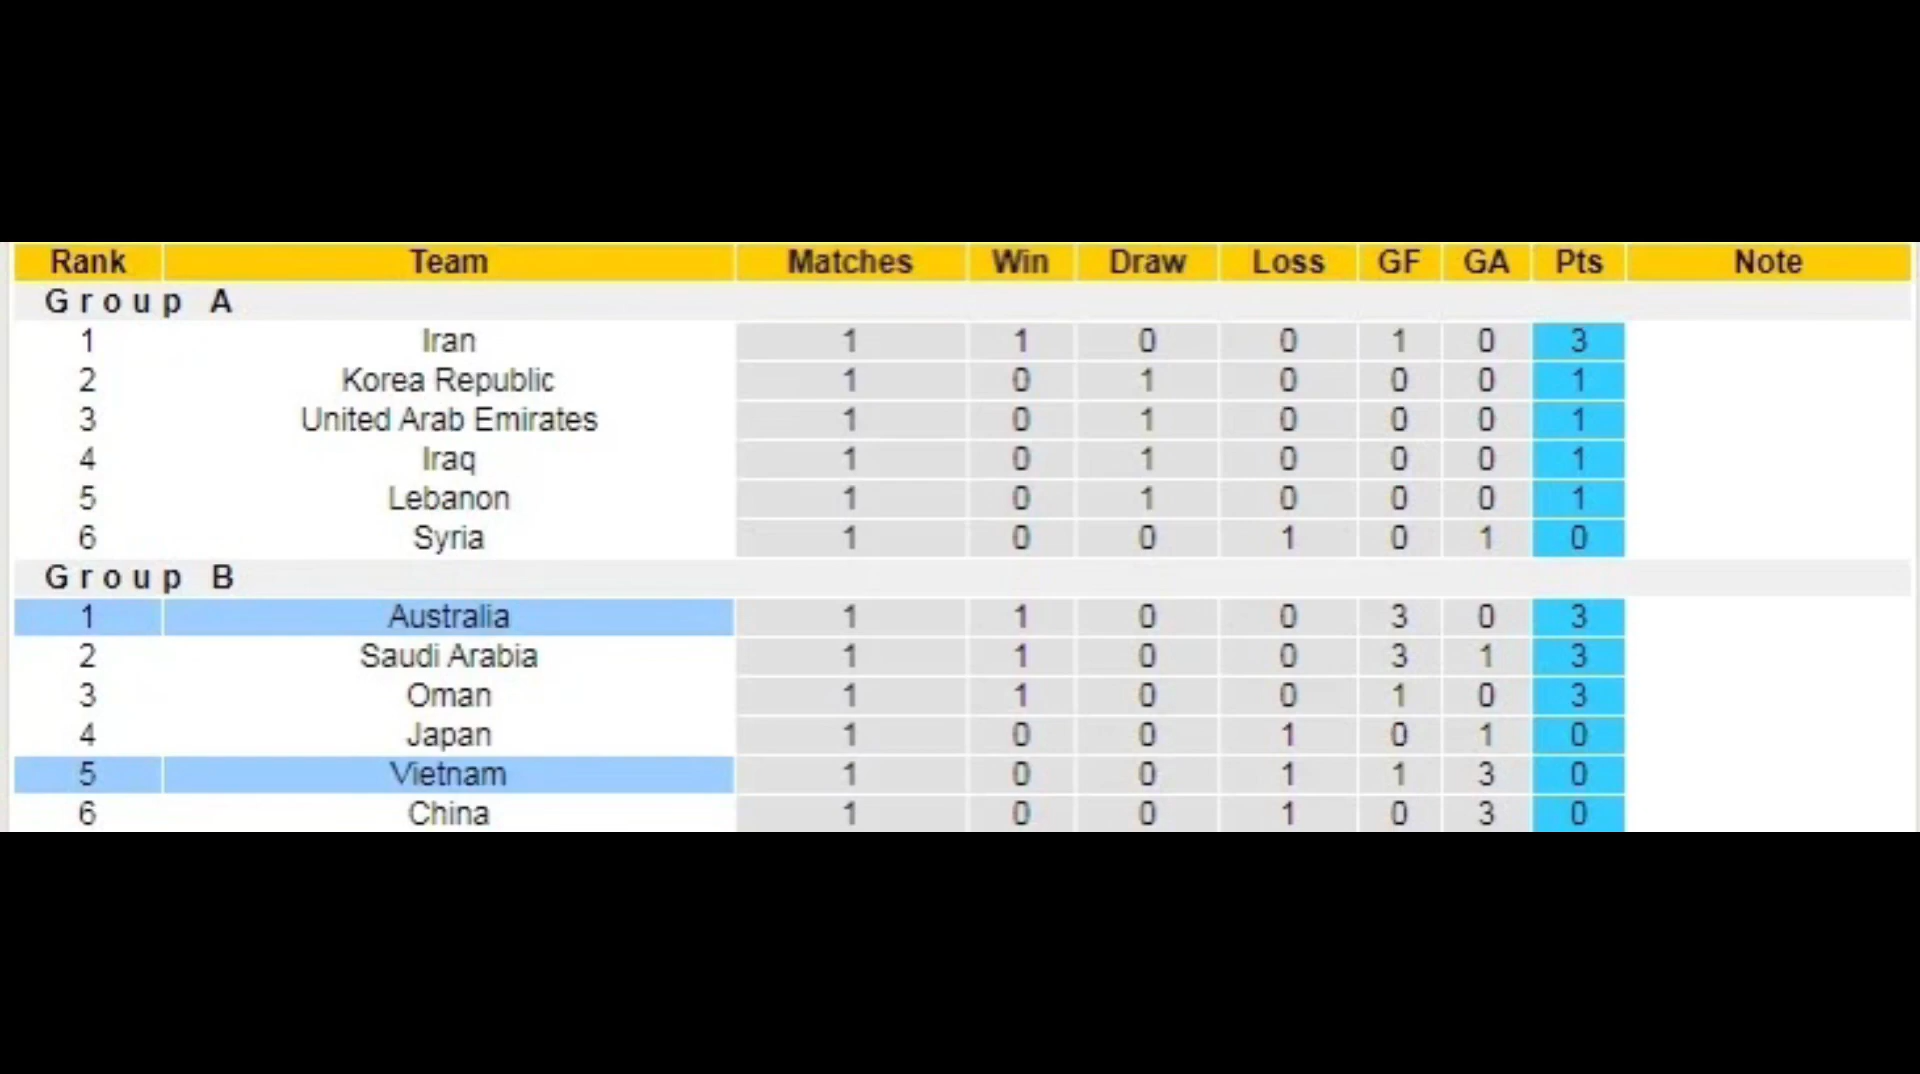 Rank Team Matches Win Draw Loss GF GA Pts Note
Group A
1 Iran 1 1 0 0 1 0 3
2 Korea Republic 1 0 1 0 0 0 1
3 United Arab Emirates 1 0 1 0 0 0 1
4 Iraq 1 0 1 0 0 0 1
5 Lebanon 1 0 1 0 0 0 1
6 Syria 1 0 0 1 0 1 0
Group B
1 Australia 1 1 0 0 3 0 3
2 Saudi Arabia 1 1 0 0 3 1 3
3 Oman 1 1 0 0 1 0 3
4 Japan 1 0 0 1 0 1 0
5 Vietnam 1 0 0 1 1 3 0
6 China 1 0 0 1 0 3 0